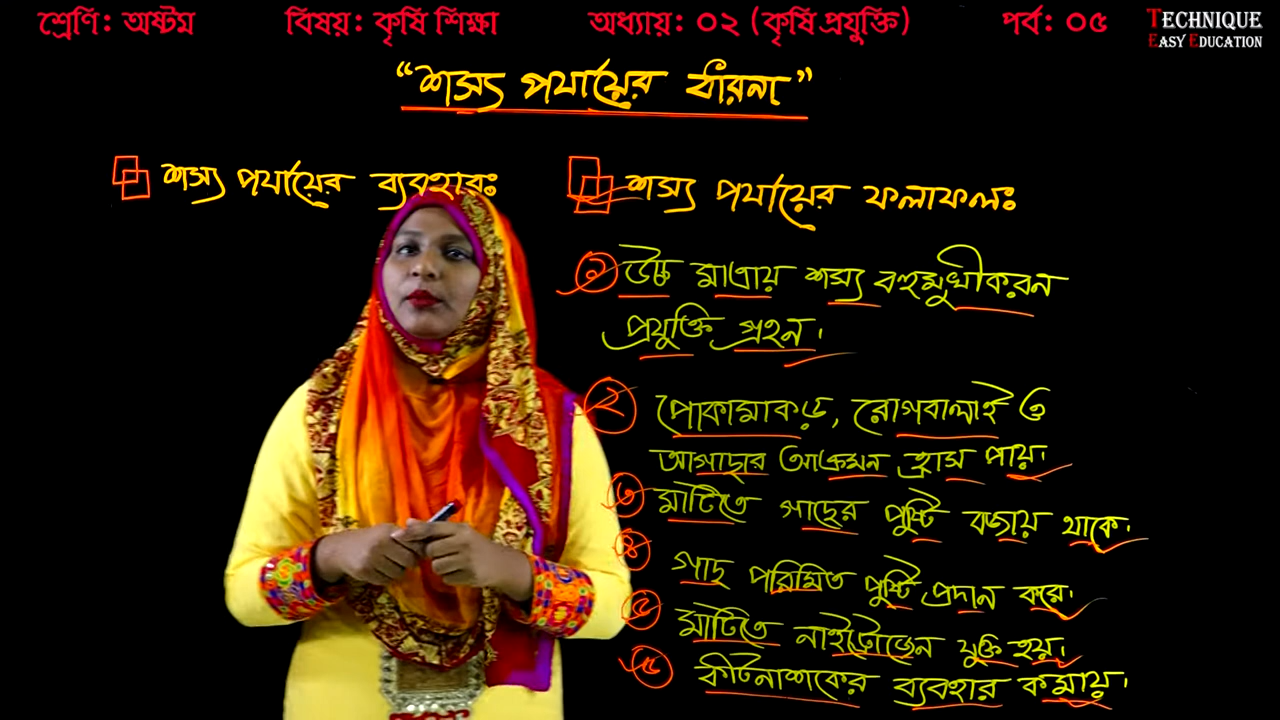 শ্রেণি: অষ্টম বিষয়: কৃষি শিক্ষা অধ্যায়: ০২ (কৃষি প্রযুক্তি) পর্ব: ০৫
TECHNIQUE
EASY EDUCATION
“শস্য পর্যায়ের ধারনা”
শস্য পর্যায়ের ব্যবহারঃ
শস্য পর্যায়ের ফলাফলঃ
১ উচ্চ মাত্রায় শস্য বহুমুখীকরন
প্রযুক্তি গ্রহন।
২ পোকামাকড়, রোগবালাই ও
আগাছার আক্রমন হ্রাস পায়।
৩ মাটিতে গাছের পুষ্টি বজায় থাকে।
৪ গাছ পরিমিত পুষ্টি প্রদান করে।
৫ মাটিতে নাইট্রোজেন যুক্তি হয়।
৬ কীটনাশকের ব্যবহার কমায়।